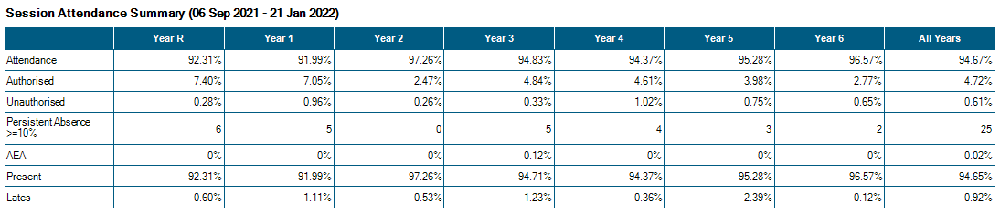 Session Attendance Summary (06 Sep 2021 - 21 Jan 2022)
Year R Year 1 Year 2 Year 3 Year 4 Year 5 Year 6 All Years
Attendance 92.31% 91.99% 97.26% 94.83% 94.37% 95.28% 96.57% 94.67%
Authorised 7.40% 7.05% 2.47% 4.84% 4.61% 3.98% 2.77% 4.72%
Unauthorised 0.28% 0.96% 0.26% 0.33% 1.02% 0.75% 0.65% 0.61%
Persistent Absence
>=10% 6 5 0 5 4 3 2 25
AEA 0% 0% 0% 0.12% 0% 0% 0% 0.02%
Present 92.31% 91.99% 97.26% 94.71% 94.37% 95.28% 96.57% 94.65%
Lates 0.60% 1.11% 0.53% 1.23% 0.36% 2.39% 0.12% 0.92%